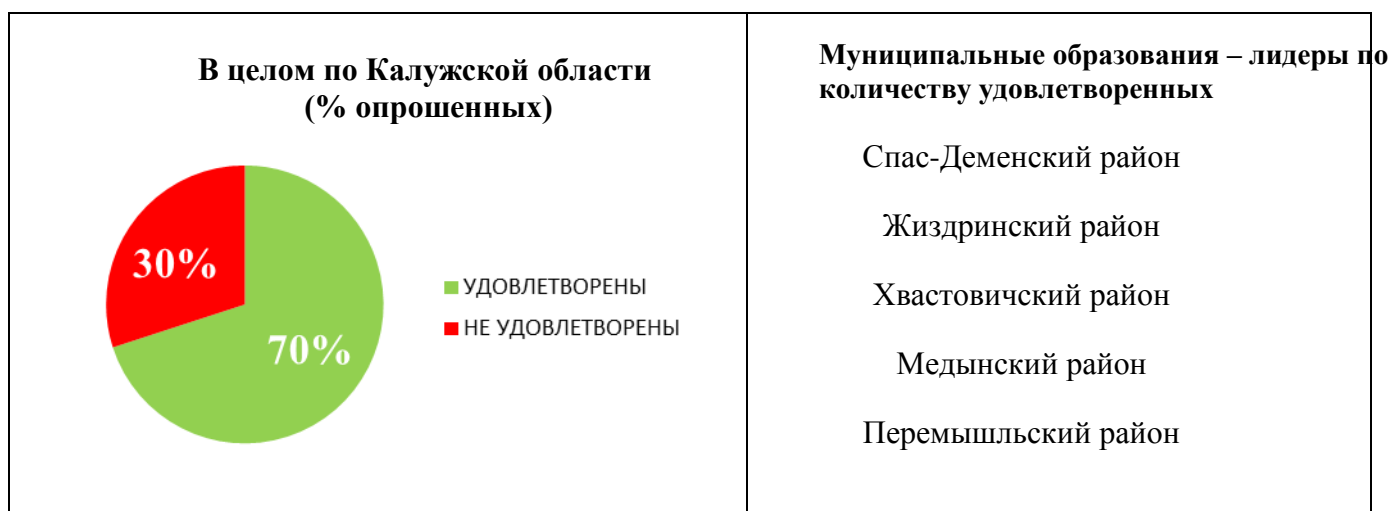 В целом по Калужской области
(% опрошенных)
30%
70%
УДОВЛЕТВОРЕНЫ
НЕ УДОВЛЕТВОРЕНЫ
Муниципальные образования – лидеры по
количеству удовлетворенных
Спас-Деменский район
Жиздринский район
Хвастовичский район
Медынский район
Перемышльский район